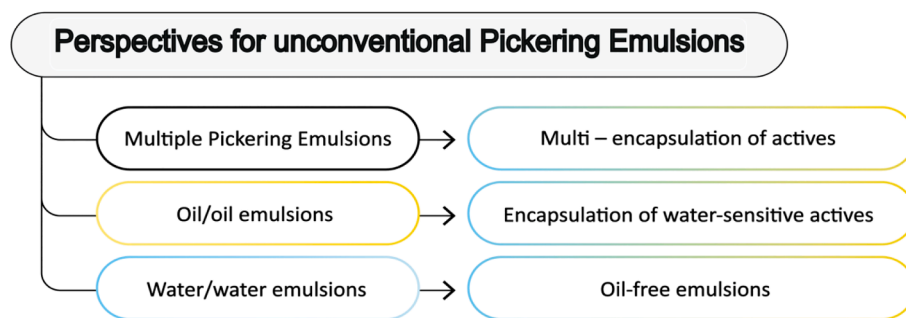 Perspectives for unconventional Pickering Emulsions
Multiple Pickering Emulsions
Multi – encapsulation of actives
Oil/oil emulsions
Encapsulation of water-sensitive actives
Water/water emulsions
Oil-free emulsions